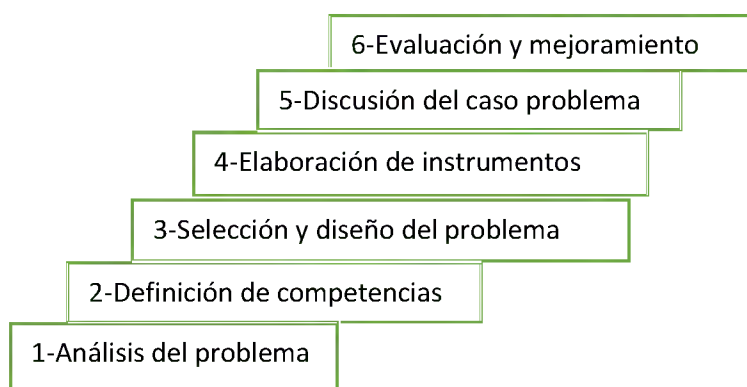 6-Evaluación y mejoramiento
5-Discusión del caso problema
4-Elaboración de instrumentos
3-Selección y diseño del problema
2-Definición de competencias
1-Análisis del problema